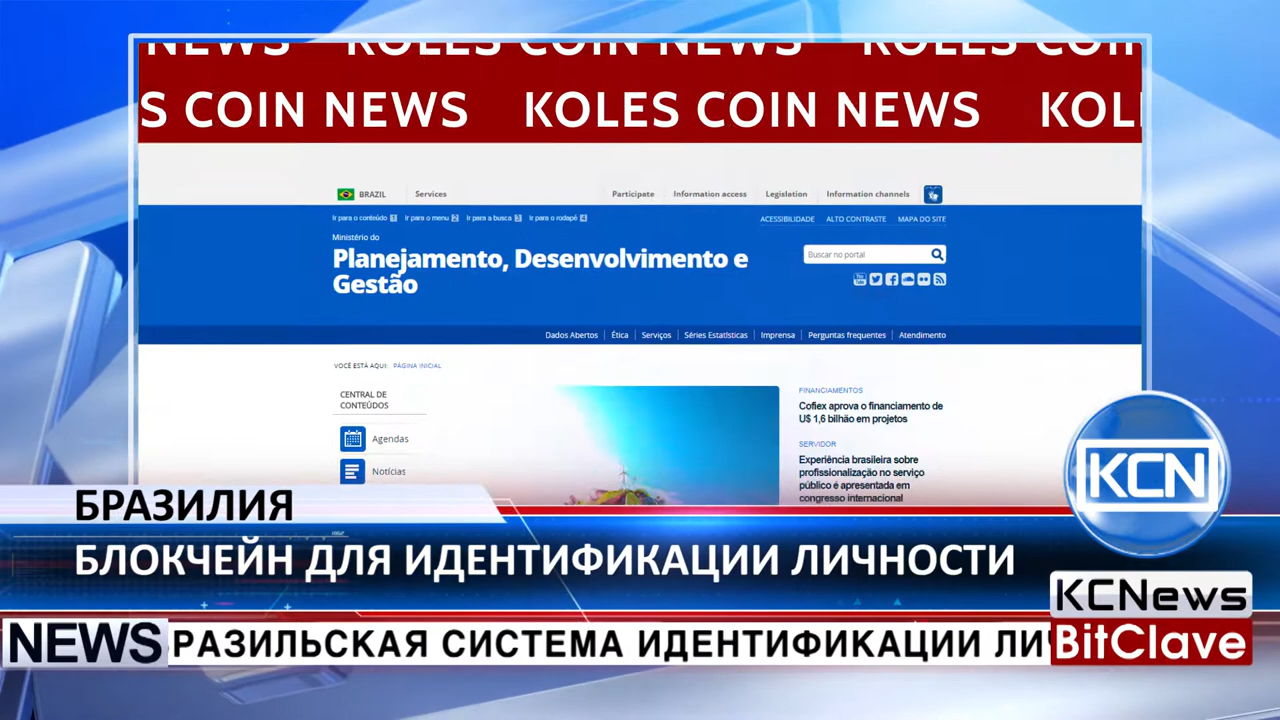 NEWS KOLES COIN NEWS KOLES COIN
S COIN NEWS KOLES COIN NEWS KOL
BRAZIL Services Participate Information access Legislation Information channels
Ir para o conteúdo 1 Ir para o menu 2 Ir para a busca 3 Ir para o rodapé 4 ACESSIBILIDADE ALTO CONTRASTE MAPA DO SITE
Ministério do
Planejamento, Desenvolvimento e
Gestão
Buscar no portal
You Tube
Dados Abertos Ética Serviços Séries Estatísticas Imprensa Perguntas frequentes Atendimento
VOCÊ ESTÁ AQUI: PÁGINA INICIAL
CENTRAL DE
CONTEÚDOS
Agendas
Notícias
FINANCIAMENTOS
Cofiex aprova o financiamento de
U$ 1,6 bilhão em projetos
SERVIDOR
Experiência brasileira sobre
profissionalização no serviço
público é apresentada em
congresso internacional
KCN
БРАЗИЛИЯ
БЛОКЧЕЙН ДЛЯ ИДЕНТИФИКАЦИИ ЛИЧНОСТИ
KCNews
BitClave
NEWS РАЗИЛЬСКАЯ СИСТЕМА ИДЕНТИФИКАЦИИ ЛИЧ